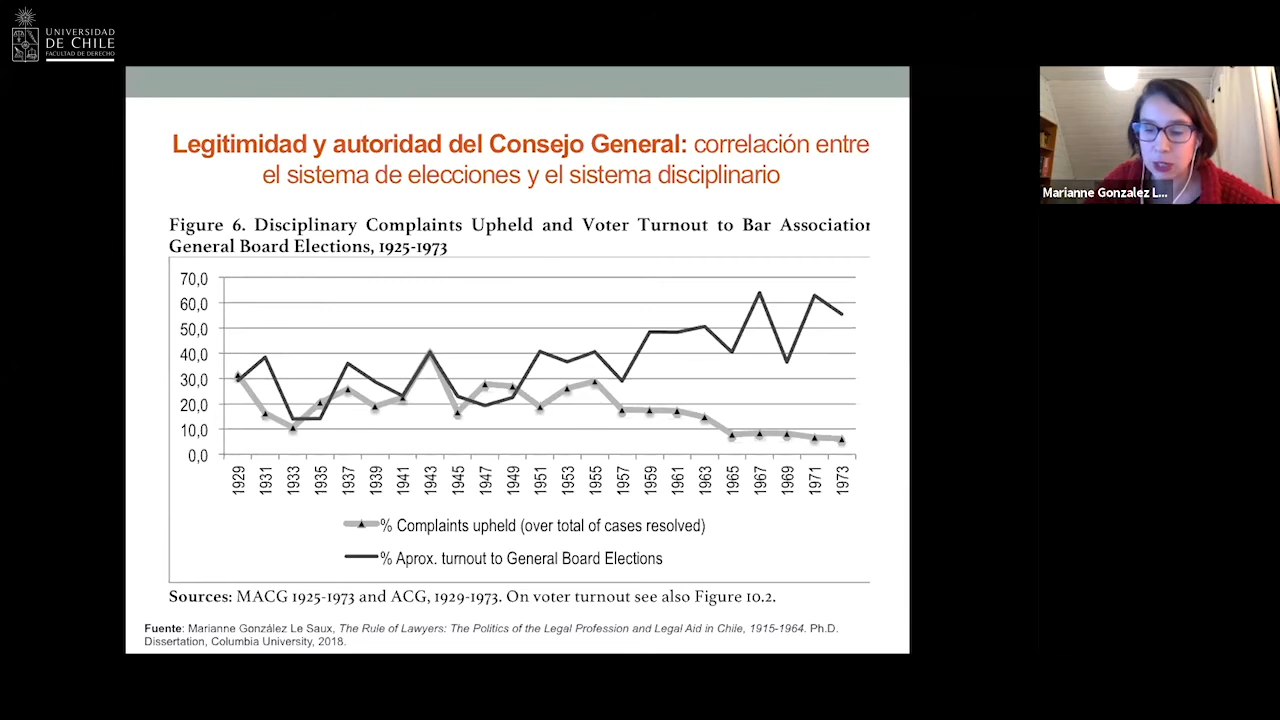 UNIVERSIDAD
DE CHILE
FACULTAD DE DERECHO
Legitimidad y autoridad del Consejo General: correlación entre
el sistema de elecciones y el sistema disciplinario
Figure 6. Disciplinary Complaints Upheld and Voter Turnout to Bar Association
General Board Elections, 1925-1973
70,0
60,0
50,0
40,0
30,0
20,0
10,0
0,0
1929 1931 1933 1935 1937 1939 1941 1943 1945 1947 1949 1951 1953 1955 1957 1959 1961 1963 1965 1967 1969 1971 1973
% Complaints upheld (over total of cases resolved)
% Aprox. turnout to General Board Elections
Sources: MACG 1925-1973 and ACG, 1929-1973. On voter turnout see also Figure 10.2.
Fuente: Marianne González Le Saux, The Rule of Lawyers: The Politics of the Legal Profession and Legal Aid in Chile, 1915-1964. Ph.D.
Dissertation, Columbia University, 2018.
Marianne Gonzalez L...